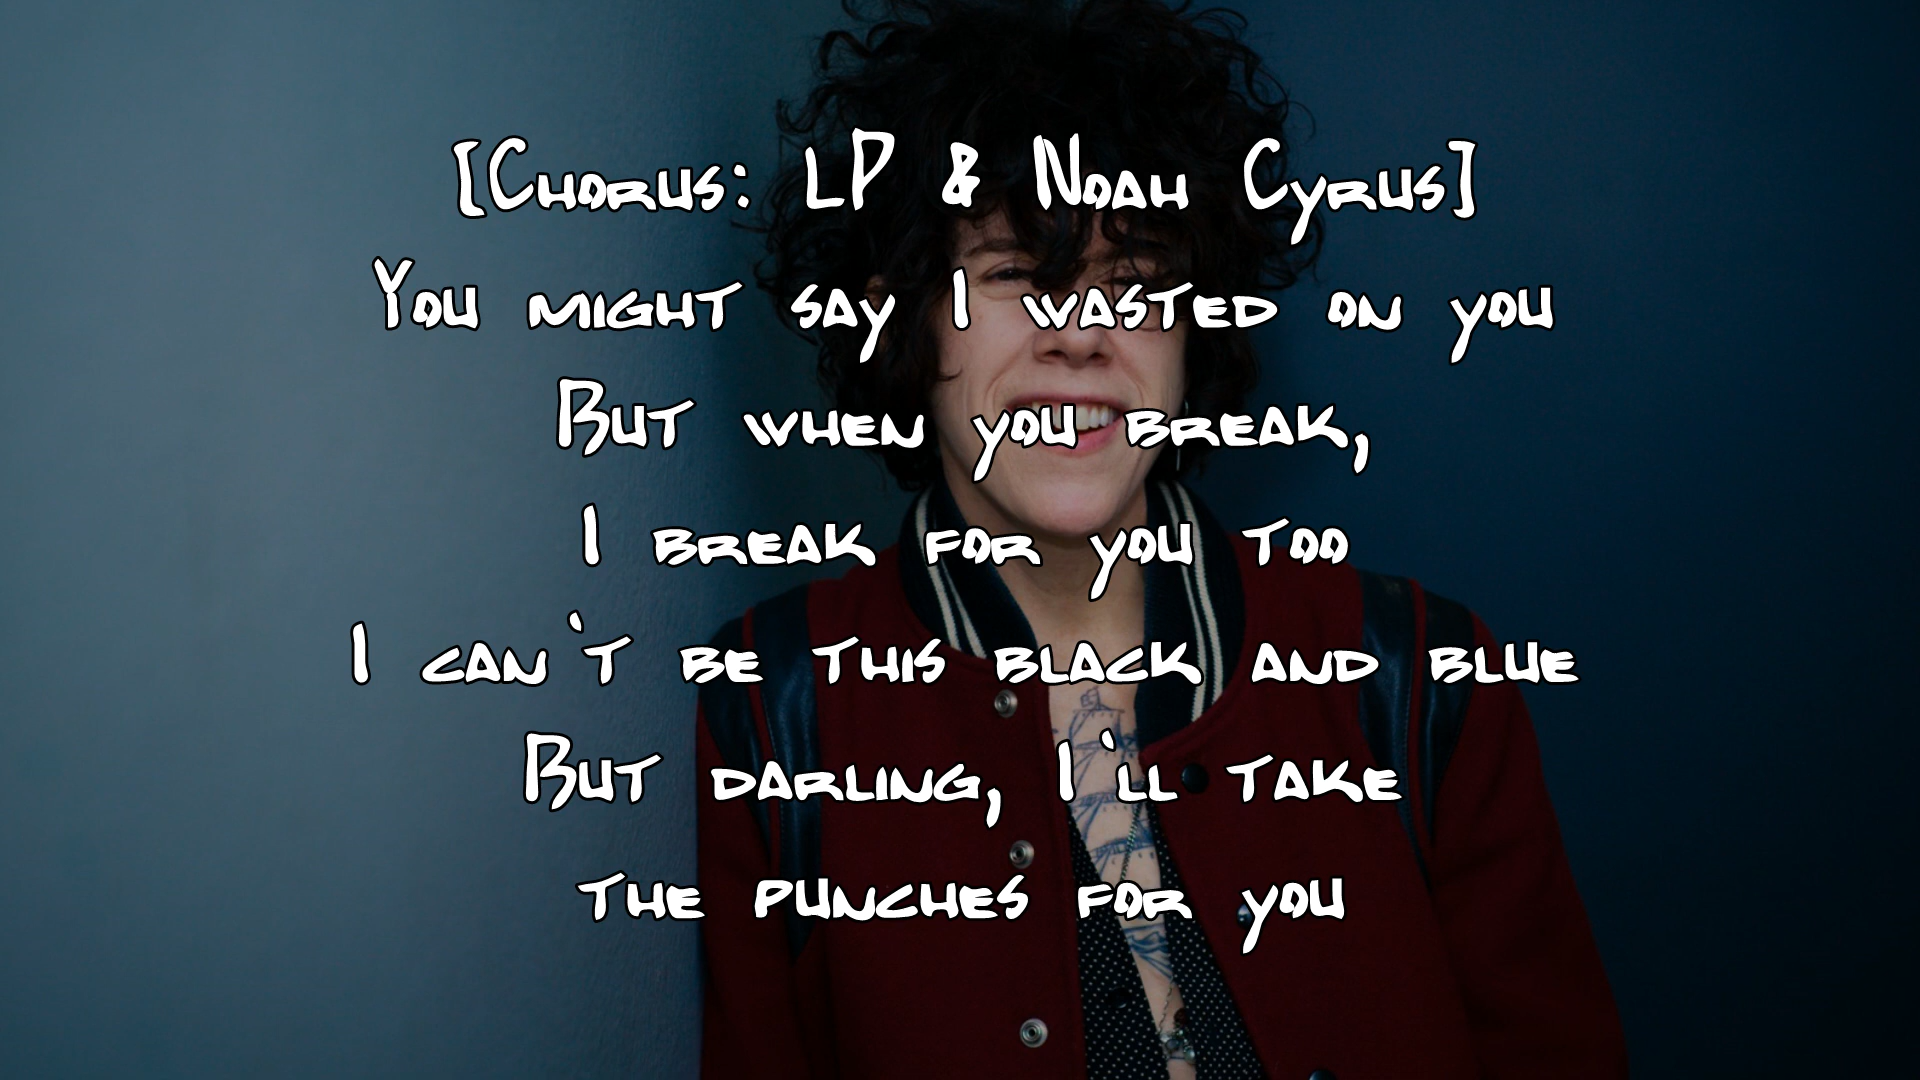 [Chorus: LP & Noah Cyrus]
You might say I wasted on you
But when you break,
I break for you too
I can't be this black and blue
But darling, I'll take
the punches for you